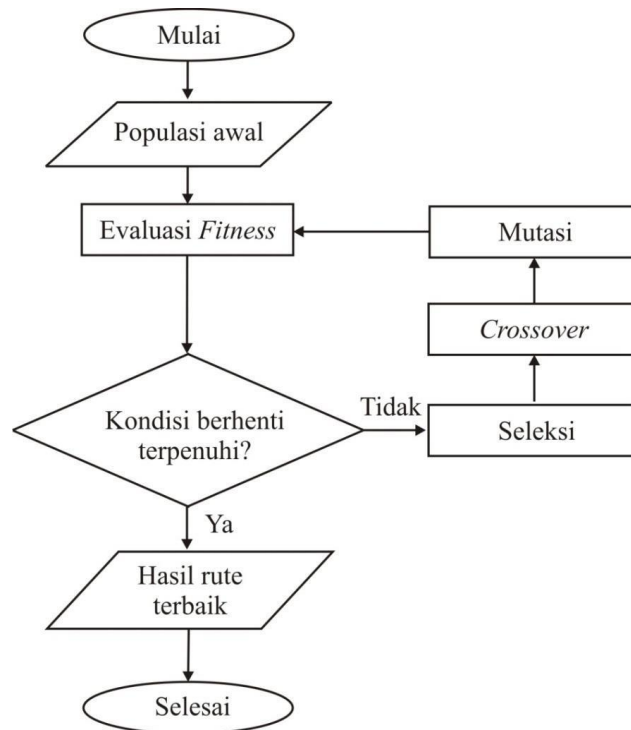 Mulai
Populasi awal
Evaluasi Fitness
Mutasi
Crossover
Kondisi berhenti
terpenuhi?
Tidak
Seleksi
Ya
Hasil rute
terbaik
Selesai